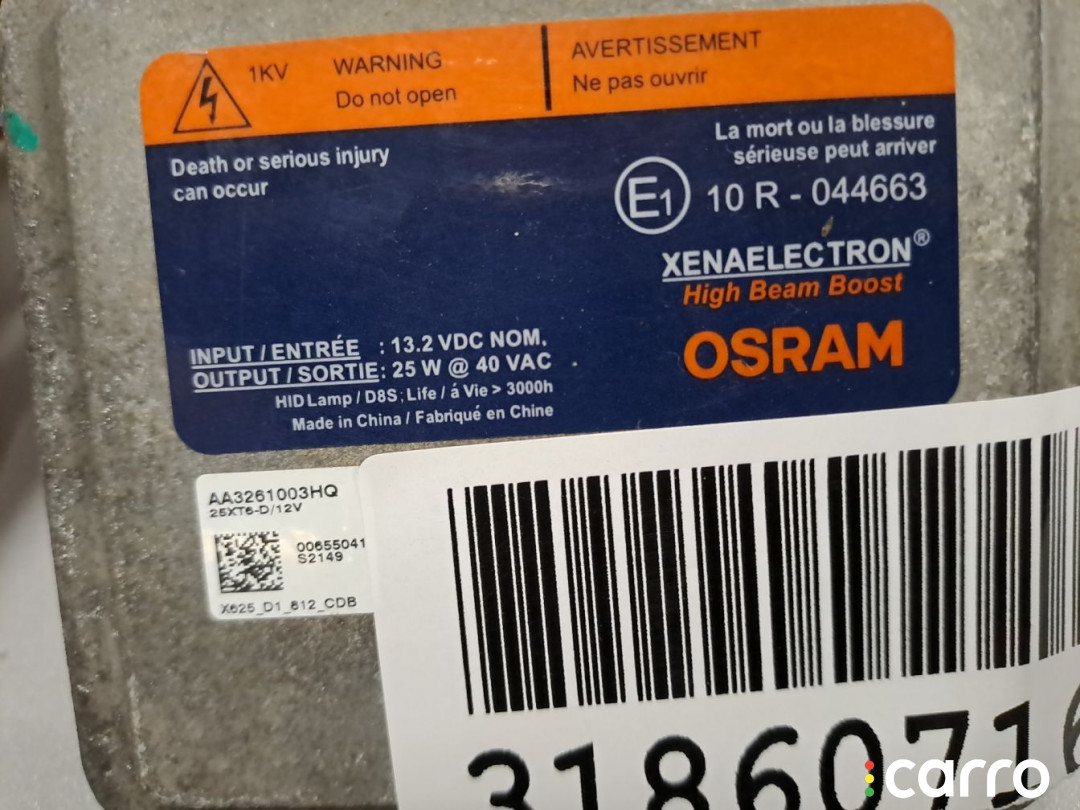 1KV
WARNING
Do not open
AVERTISSEMENT
Ne pas ouvrir
Death or serious injury
can occur
La mort ou la blessure
sérieuse peut arriver
E1 10 R - 044663
XENAELECTRON®
High Beam Boost
OSRAM
INPUT / ENTRÉE : 13.2 VDC NOM.
OUTPUT / SORTIE: 25 W @ 40 VAC
HID Lamp / D8S; Life / á Vie > 3000h
Made in China / Fabriqué en Chine
AA3261003HQ
25XT6-D/12V
00655041
S2149
X625_D1_612_CDB
3186071
carro